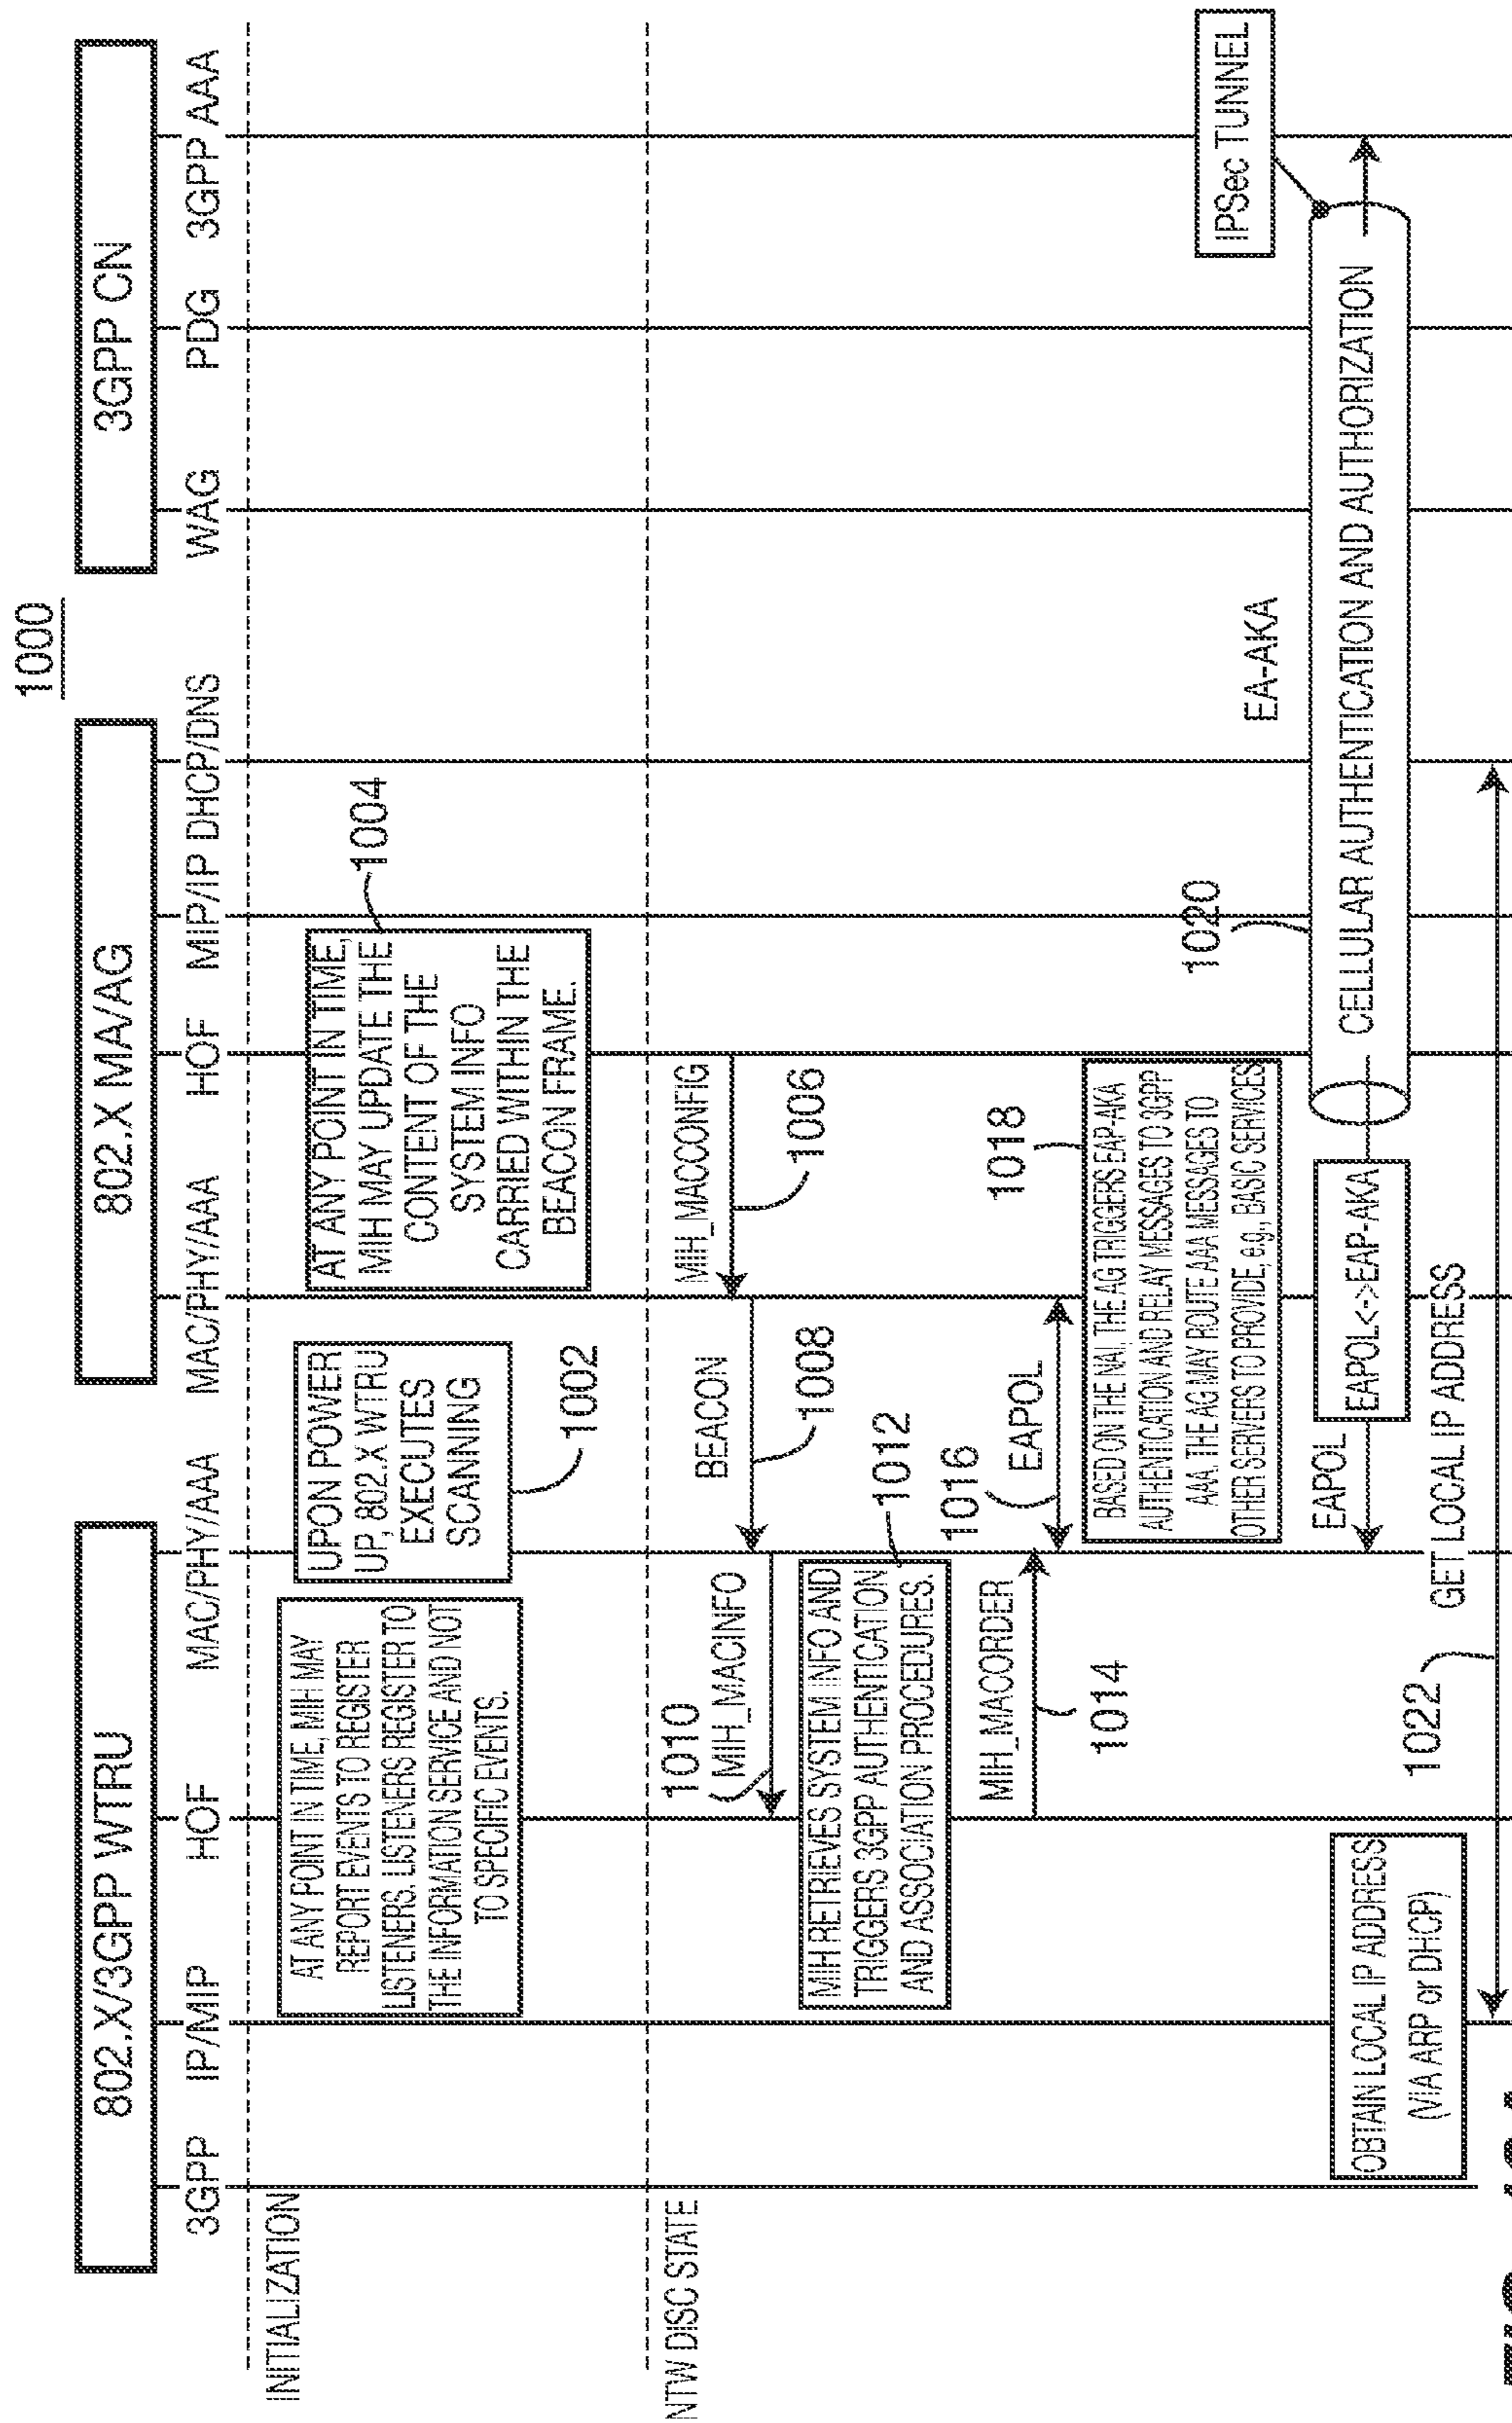 1000
802.X/3GPP WTRU
802.X MA/AG
3GPP CN
3GPP
IP/MIP
HOF
MAC/PHY/AAA
MAC/PHY/AAA
HOF
MIP/IP
DHCP/DNS
WAG
PDG
3GPP AAA
INITIALIZATION
AT ANY POINT IN TIME, MIH MAY
REPORT EVENTS TO REGISTER
LISTENERS. LISTENERS REGISTER TO
THE INFORMATION SERVICE AND NOT
TO SPECIFIC EVENTS.
UPON POWER
UP, 802.X WTRU
EXECUTES
SCANNING
1002
AT ANY POINT IN TIME,
MIH MAY UPDATE THE
CONTENT OF THE
SYSTEM INFO
CARRIED WITHIN THE
BEACON FRAME.
1004
NTW DISC STATE
MIH_MACCONFIG
1006
BEACON
1008
1010
MIH_MACINFO
MIH RETRIEVES SYSTEM INFO AND
TRIGGERS 3GPP AUTHENTICATION
AND ASSOCIATION PROCEDURES.
1012
MIH_MACORDER
1014
1016
EAPOL
1018
BASED ON THE NAI, THE AG TRIGGERS EAP-AKA
AUTHENTICATION AND RELAY MESSAGES TO 3GPP
AAA. THE AG MAY ROUTE AAA MESSAGES TO
OTHER SERVERS TO PROVIDE, e.g., BASIC SERVICES
1020
EA-AKA
IPSec TUNNEL
EAPOL
EAPOL<->EAP-AKA
CELLULAR AUTHENTICATION AND AUTHORIZATION
OBTAIN LOCAL IP ADDRESS
(VIA ARP or DHCP)
1022
GET LOCAL IP ADDRESS